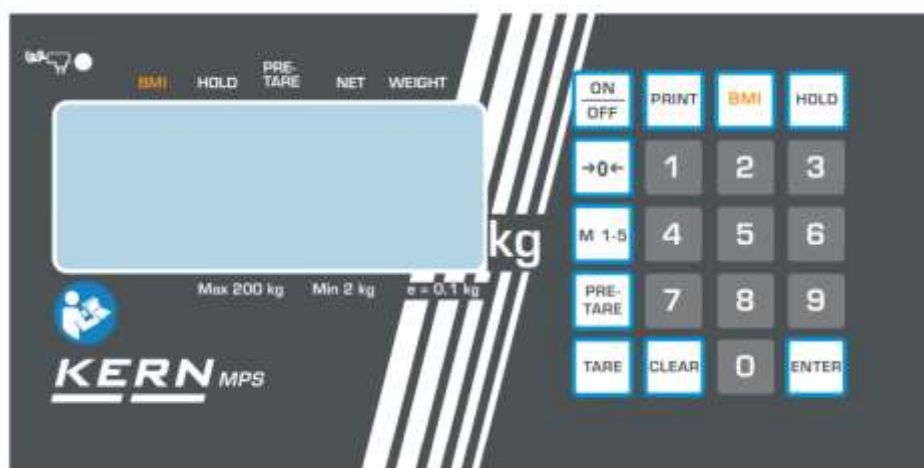 BMI HOLD PRE-TARE NET WEIGHT
kg
Max 200 kg Min 2 kg e = 0.1 kg
KERN MPS
ON OFF PRINT BMI HOLD
→0← 1 2 3
M 1-5 4 5 6
PRE-TARE 7 8 9
TARE CLEAR 0 ENTER